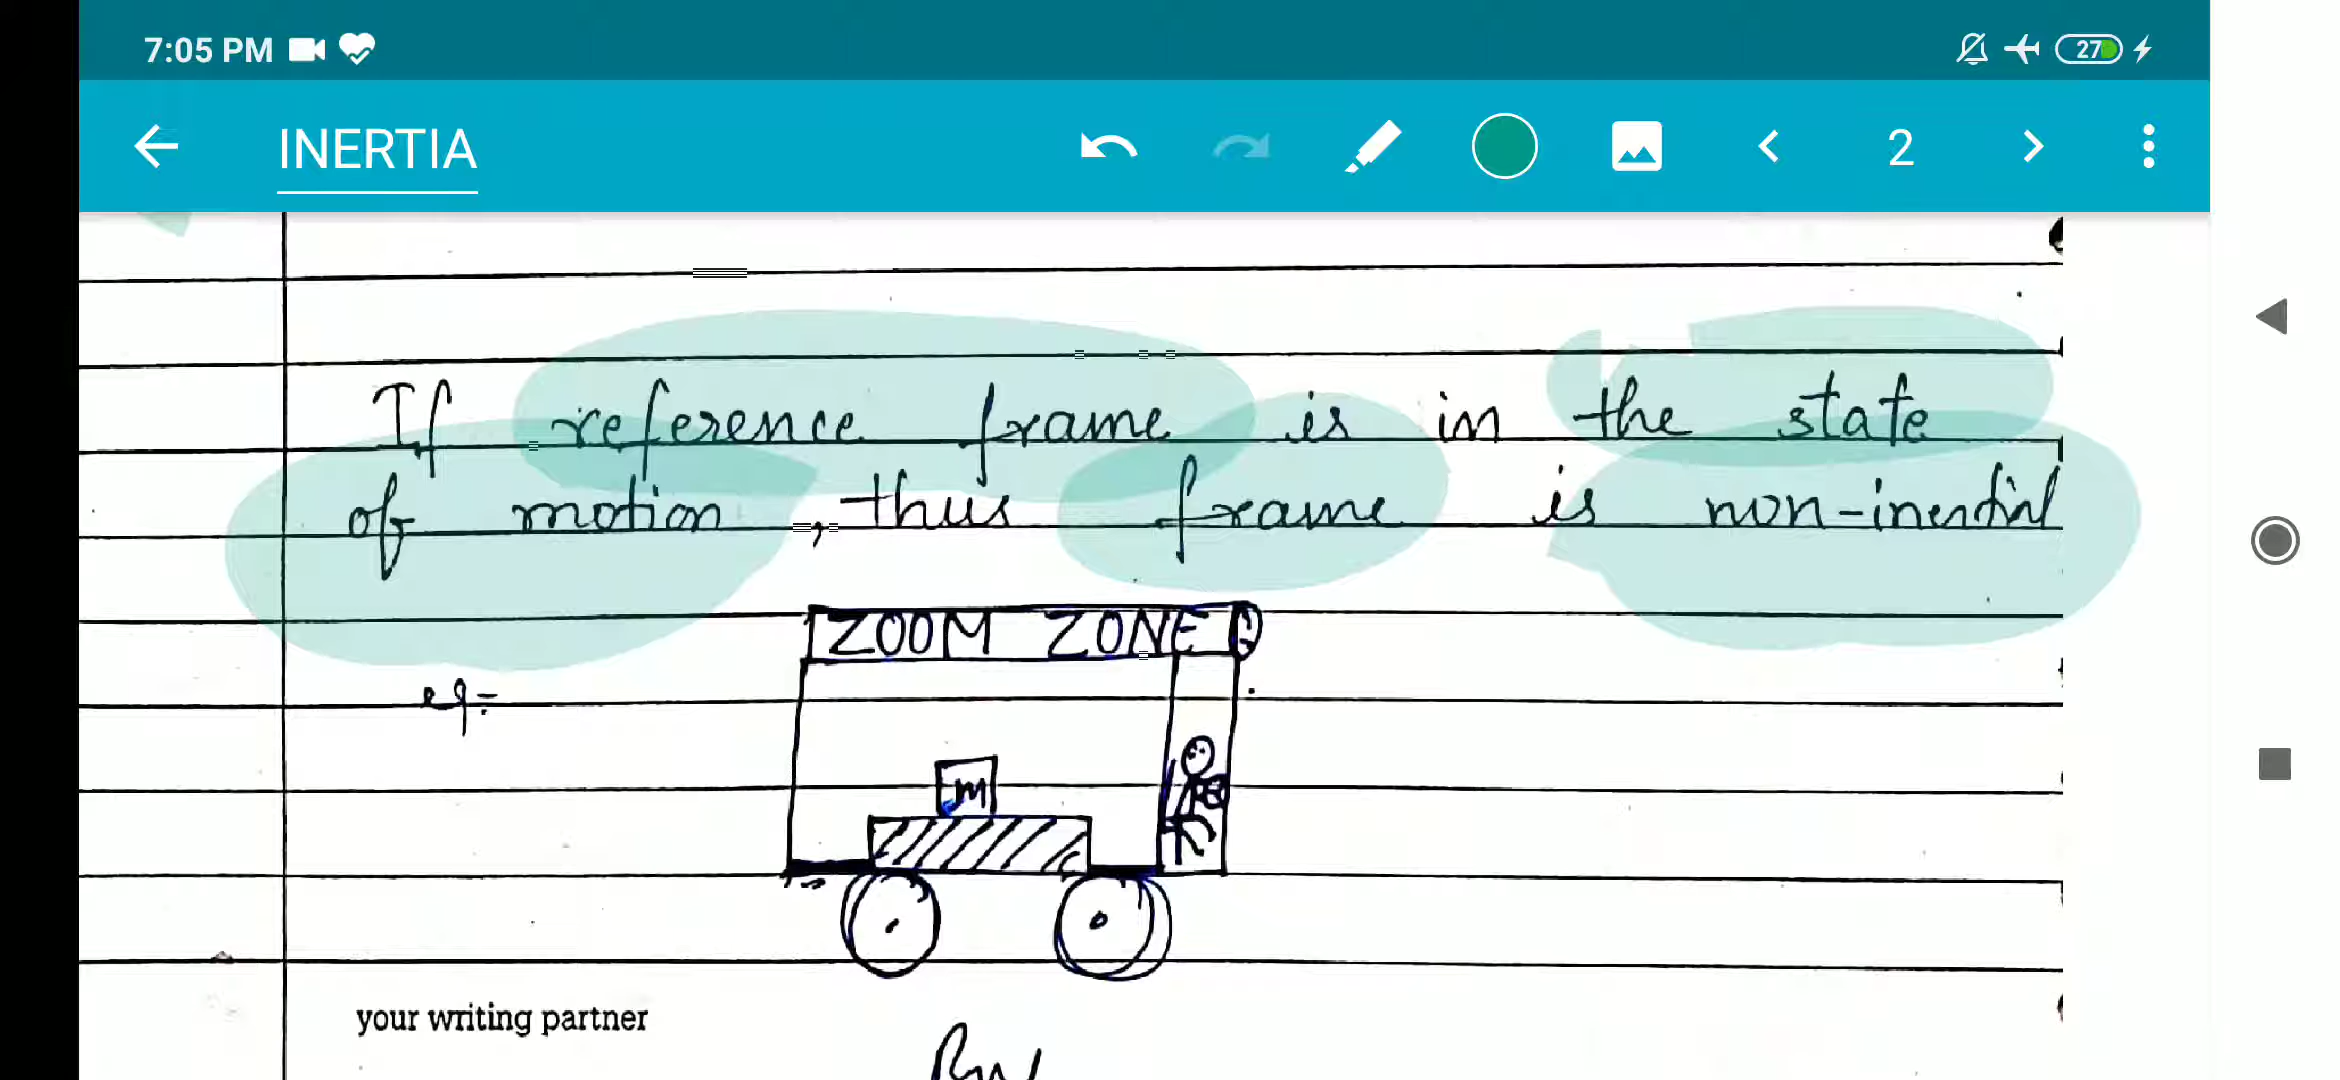 7:05 PM
27
INERTIA
2
If reference frame is in the state
of motion, thus frame is non-inertial
ZOOM ZONE
eg:-
m
your writing partner